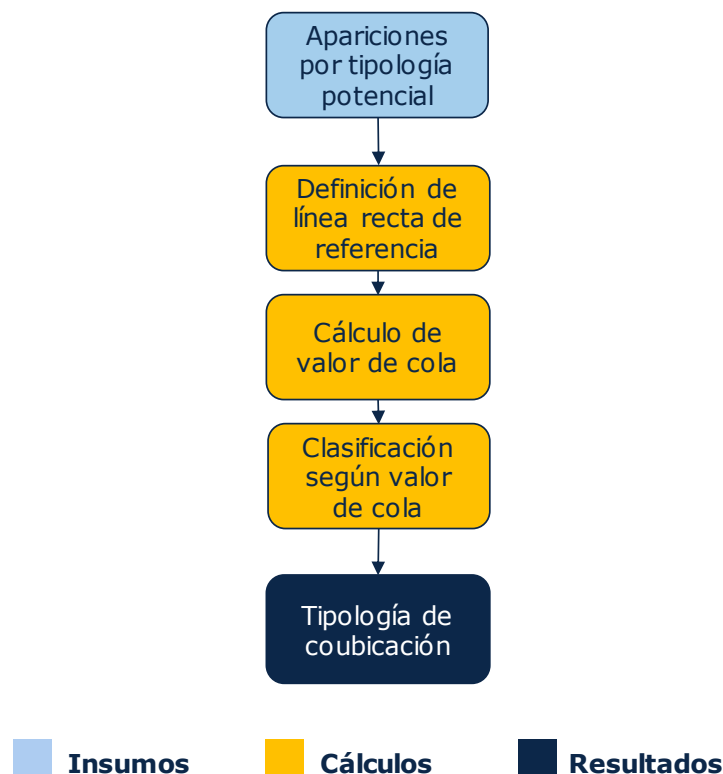 Apariciones
por tipología
potencial
Definición de
línea recta de
referencia
Cálculo de
valor de cola
Clasificación
según valor
de cola
Tipología de
coubicación
Insumos Cálculos Resultados